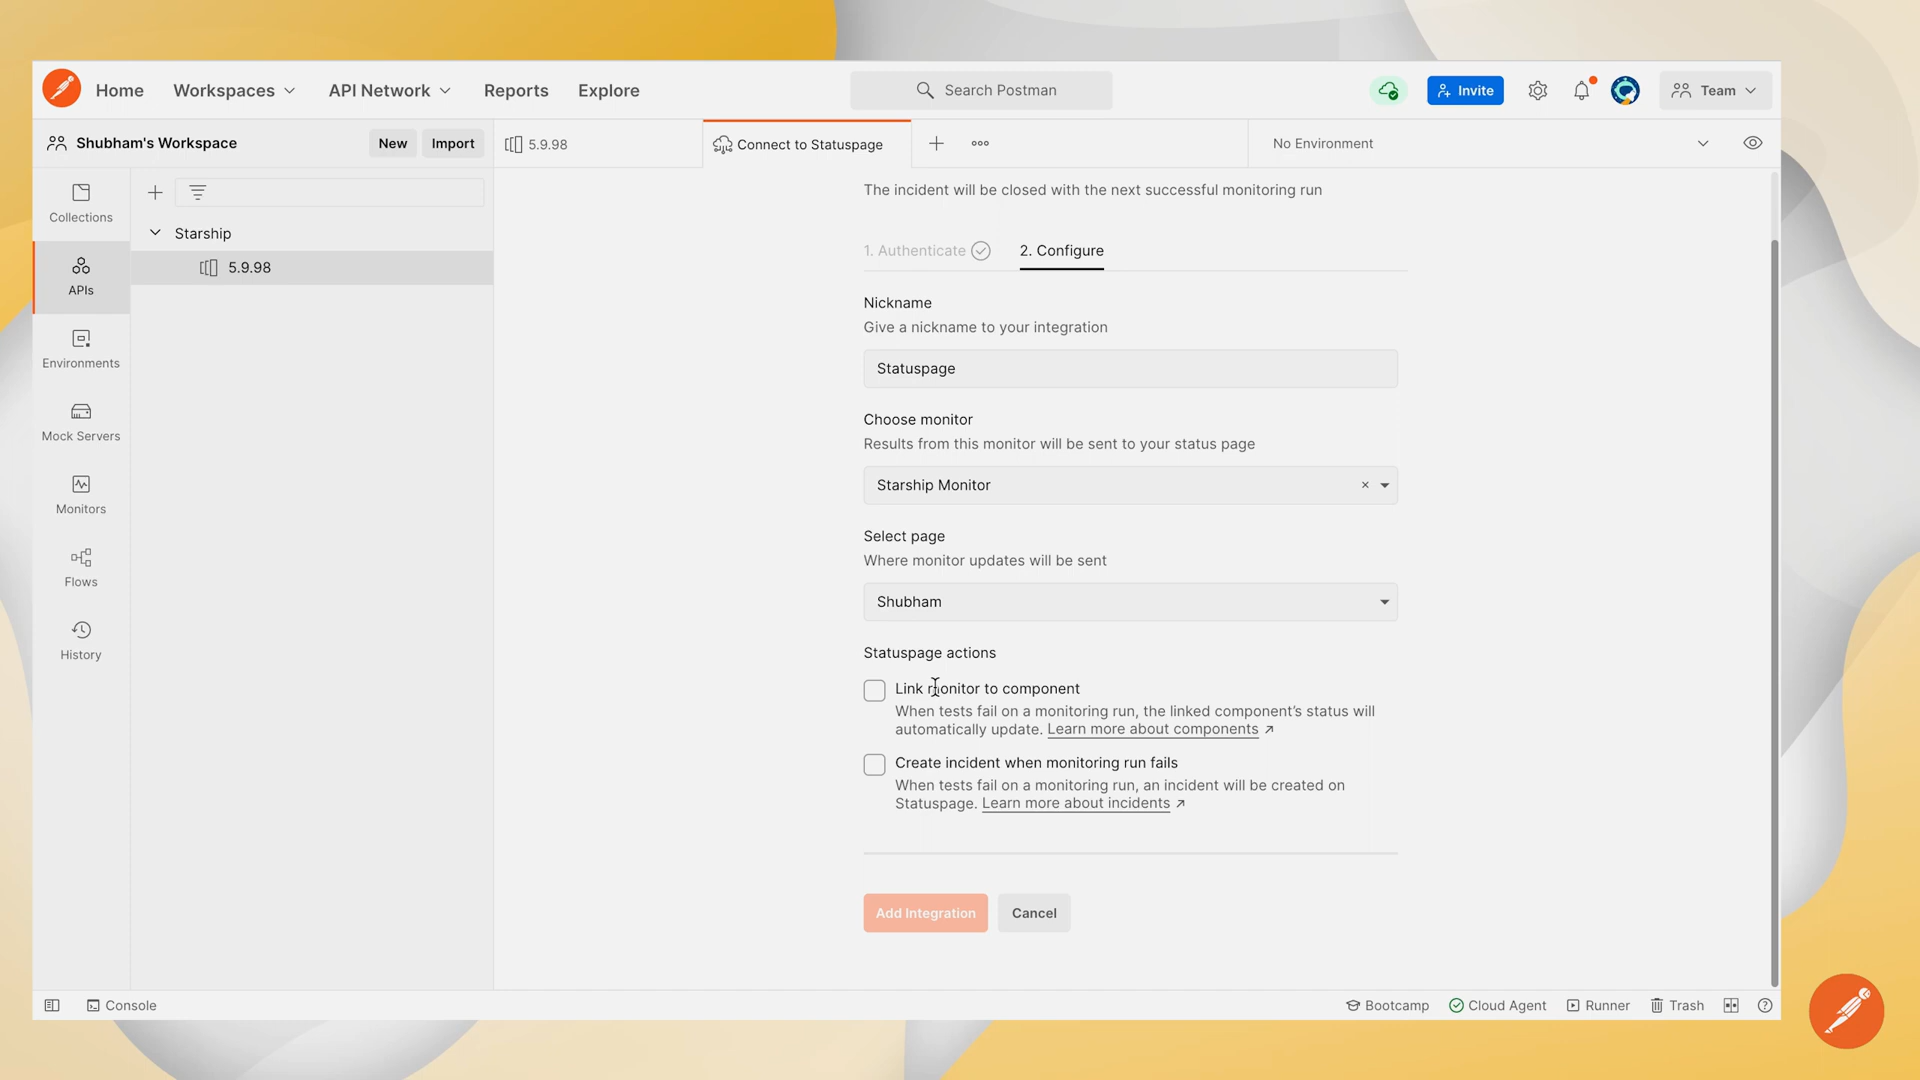 Home
Workspaces
API Network
Reports
Explore
Search Postman
Invite
Team
Shubham's Workspace
New
Import
5.9.98
Connect to Statuspage
No Environment
Collections
APIs
Environments
Mock Servers
Monitors
Flows
History
Starship
5.9.98
The incident will be closed with the next successful monitoring run
1. Authenticate
2. Configure
Nickname
Give a nickname to your integration
Statuspage
Choose monitor
Results from this monitor will be sent to your status page
Starship Monitor
Select page
Where monitor updates will be sent
Shubham
Statuspage actions
Link monitor to component
When tests fail on a monitoring run, the linked component's status will
automatically update. Learn more about components ↗
Create incident when monitoring run fails
When tests fail on a monitoring run, an incident will be created on
Statuspage. Learn more about incidents ↗
Add Integration
Cancel
Console
Bootcamp
Cloud Agent
Runner
Trash